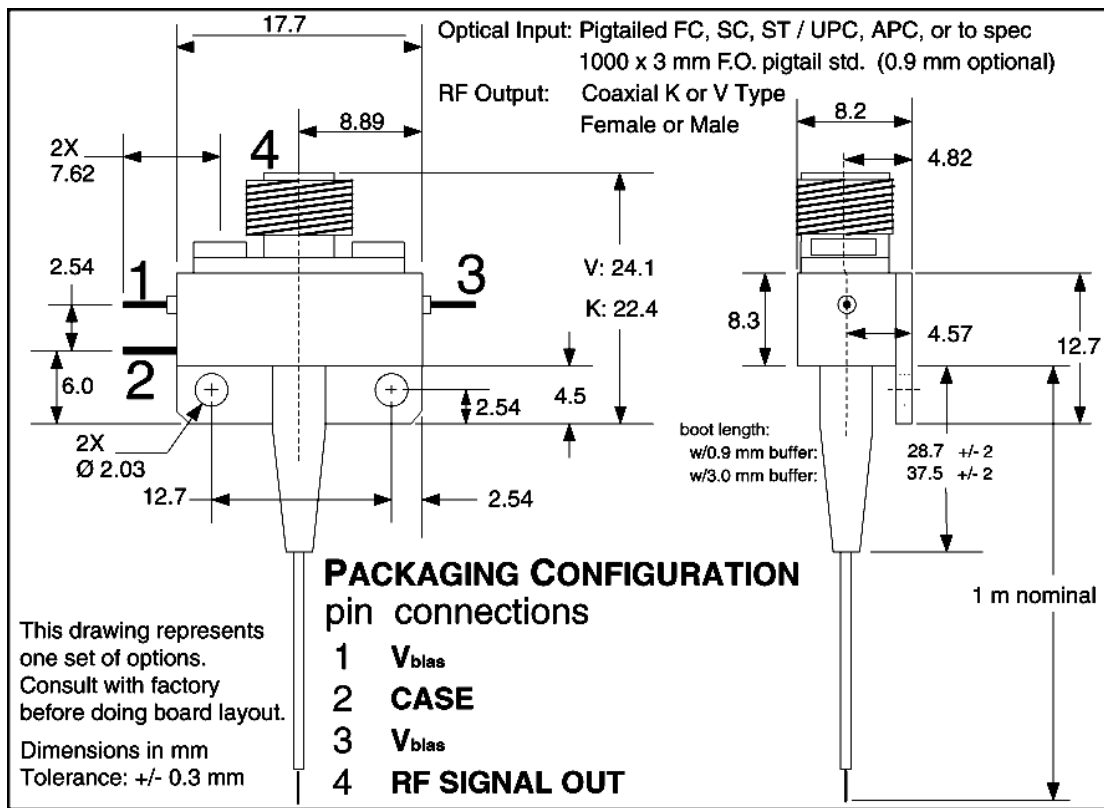 Optical Input: Pigtailed FC, SC, ST / UPC, APC, or to spec
1000 x 3 mm F.O. pigtail std. (0.9 mm optional)
RF Output: Coaxial K or V Type
Female or Male
17.7
8.89
2X
7.62
4
2.54
1
3
2
6.0
2X
Ø 2.03
12.7
2.54
4.5
2.54
V: 24.1
K: 22.4
8.2
4.82
8.3
4.57
12.7
boot length:
w/0.9 mm buffer: 28.7 +/- 2
w/3.0 mm buffer: 37.5 +/- 2
1 m nominal
PACKAGING CONFIGURATION
pin connections
1 Vbias
2 CASE
3 Vbias
4 RF SIGNAL OUT
This drawing represents
one set of options.
Consult with factory
before doing board layout.
Dimensions in mm
Tolerance: +/- 0.3 mm